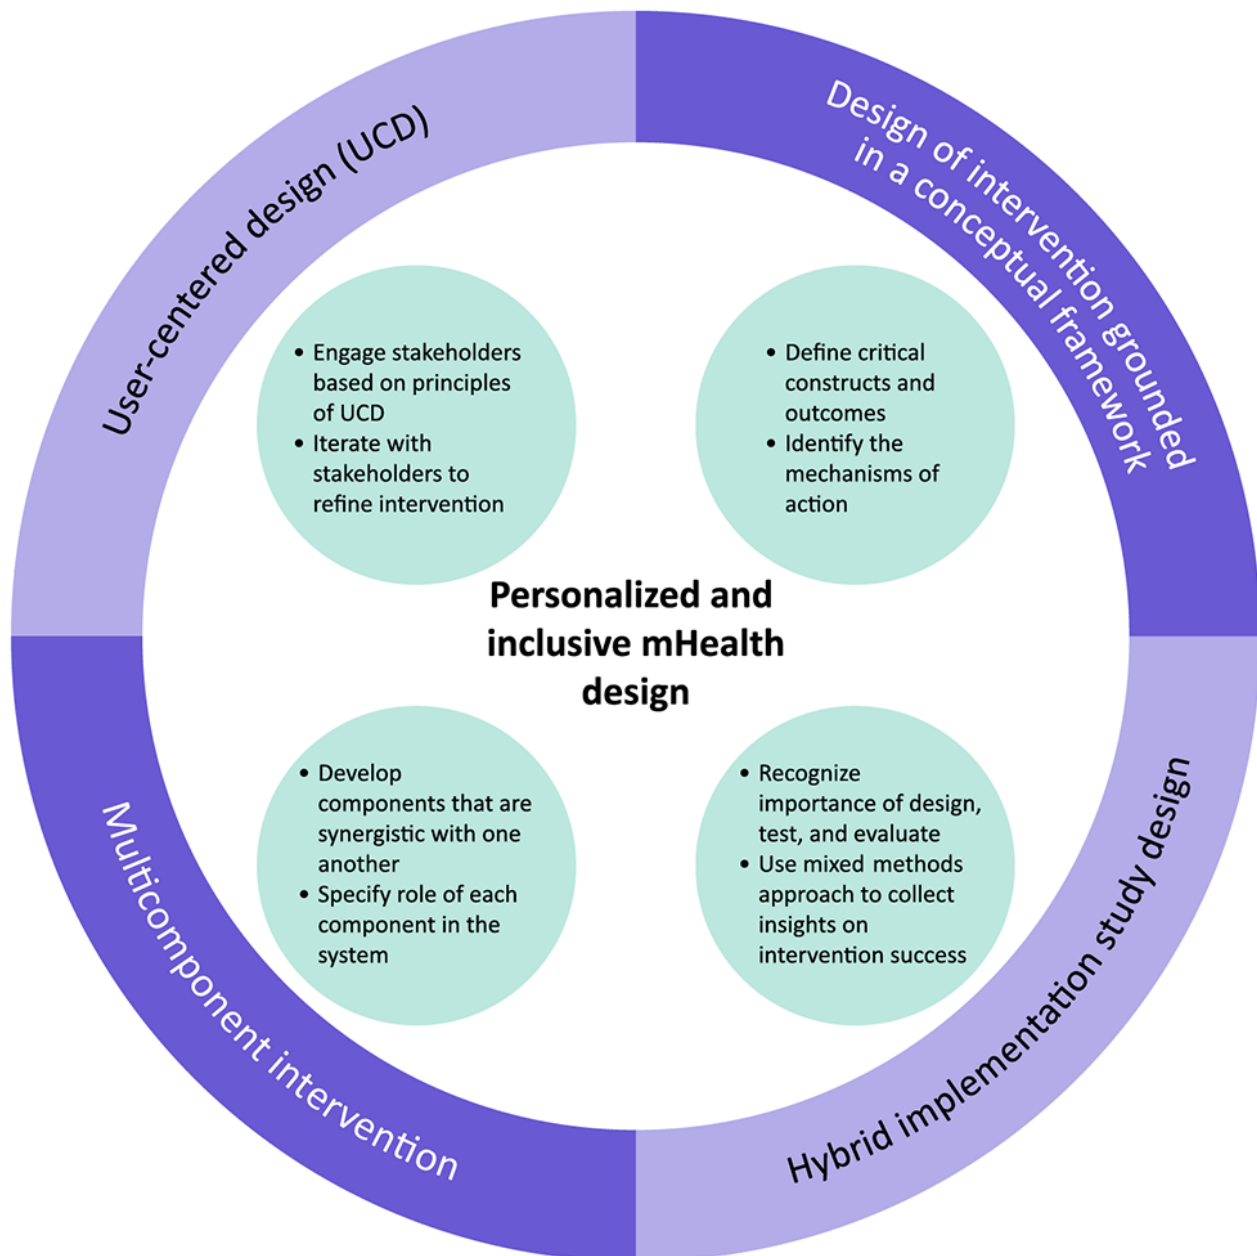 User-centered design (UCD)
Design of intervention grounded
in a conceptual framework
• Engage stakeholders
based on principles
of UCD
• Iterate with
stakeholders to
refine intervention
• Define critical
constructs and
outcomes
• Identify the
mechanisms of
action
Personalized and
inclusive mHealth
design
• Develop
components that are
synergistic with one
another
• Specify role of each
component in the
system
• Recognize
importance of design,
test, and evaluate
• Use mixed methods
approach to collect
insights on
intervention success
Multicomponent intervention
Hybrid implementation study design